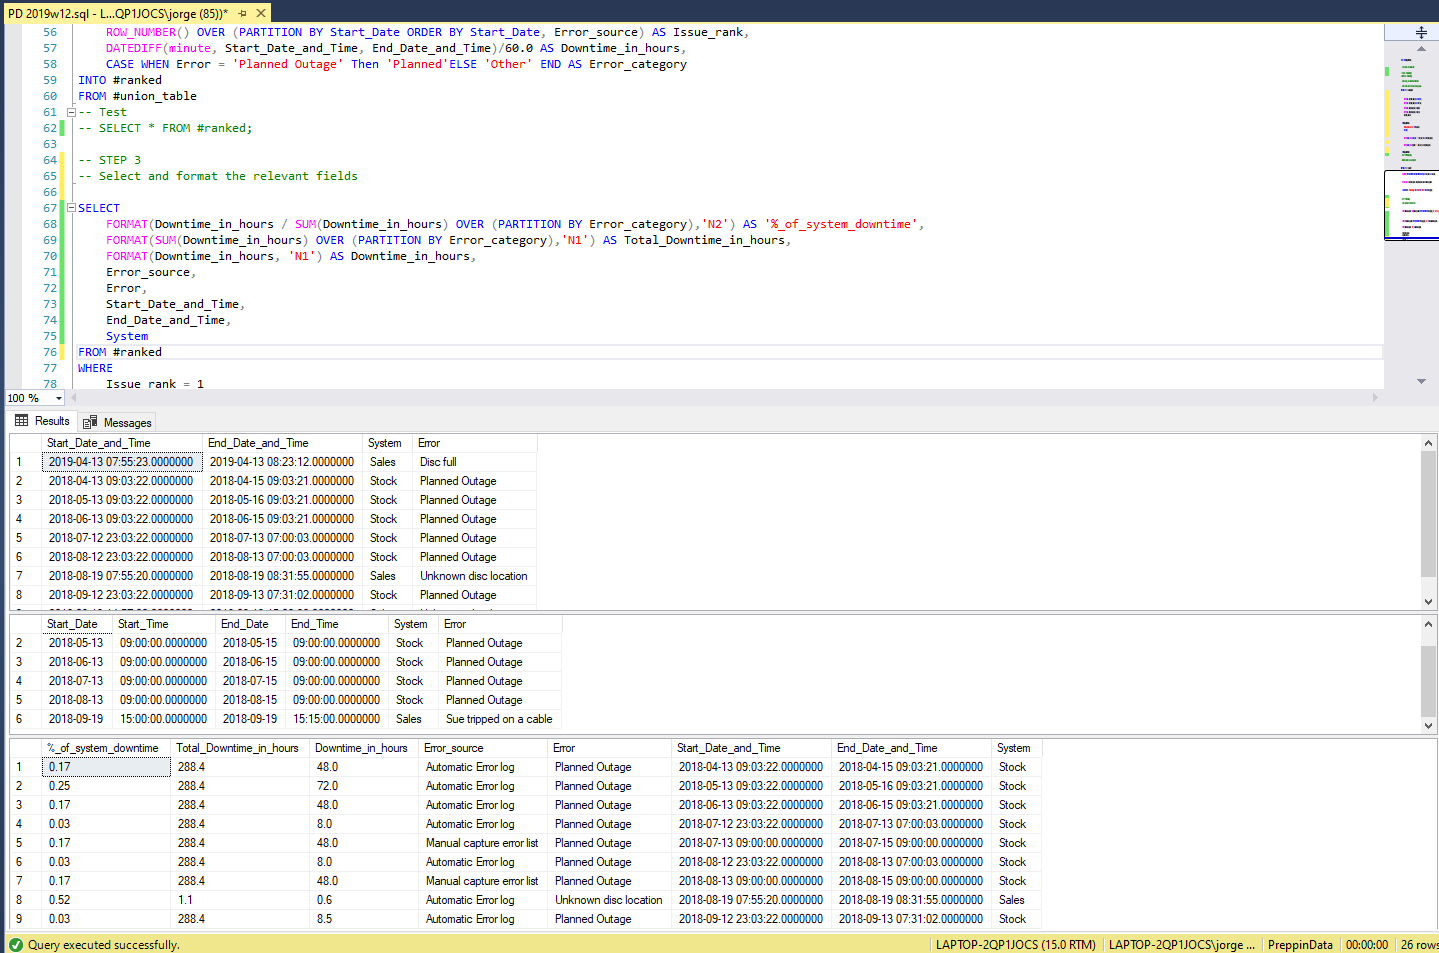 PD 2019w12.sql - L...QP1JOCS\jorge (85))*
56 ROW_NUMBER() OVER (PARTITION BY Start_Date ORDER BY Start_Date, Error_source) AS Issue_rank,
57 DATEDIFF(minute, Start_Date_and_Time, End_Date_and_Time)/60.0 AS Downtime_in_hours,
58 CASE WHEN Error = 'Planned Outage' Then 'Planned'ELSE 'Other' END AS Error_category
59 INTO #ranked
60 FROM #union_table
61 -- Test
62 -- SELECT * FROM #ranked;
63
64 -- STEP 3
65 -- Select and format the relevant fields
66
67 SELECT
68 FORMAT(Downtime_in_hours / SUM(Downtime_in_hours) OVER (PARTITION BY Error_category),'N2') AS '%_of_system_downtime',
69 FORMAT(SUM(Downtime_in_hours) OVER (PARTITION BY Error_category),'N1') AS Total_Downtime_in_hours,
70 FORMAT(Downtime_in_hours, 'N1') AS Downtime_in_hours,
71 Error_source,
72 Error,
73 Start_Date_and_Time,
74 End_Date_and_Time,
75 System
76 FROM #ranked
77 WHERE
78 Issue_rank = 1
100 %
Results Messages
Start_Date_and_Time End_Date_and_Time System Error
1 2019-04-13 07:55:23.0000000 2019-04-13 08:23:12.0000000 Sales Disc full
2 2018-04-13 09:03:22.0000000 2018-04-15 09:03:21.0000000 Stock Planned Outage
3 2018-05-13 09:03:22.0000000 2018-05-16 09:03:21.0000000 Stock Planned Outage
4 2018-06-13 09:03:22.0000000 2018-06-15 09:03:21.0000000 Stock Planned Outage
5 2018-07-12 23:03:22.0000000 2018-07-13 07:00:03.0000000 Stock Planned Outage
6 2018-08-12 23:03:22.0000000 2018-08-13 07:00:03.0000000 Stock Planned Outage
7 2018-08-19 07:55:20.0000000 2018-08-19 08:31:55.0000000 Sales Unknown disc location
8 2018-09-12 23:03:22.0000000 2018-09-13 07:31:02.0000000 Stock Planned Outage
Start_Date Start_Time End_Date End_Time System Error
2 2018-05-13 09:00:00.0000000 2018-05-15 09:00:00.0000000 Stock Planned Outage
3 2018-06-13 09:00:00.0000000 2018-06-15 09:00:00.0000000 Stock Planned Outage
4 2018-07-13 09:00:00.0000000 2018-07-15 09:00:00.0000000 Stock Planned Outage
5 2018-08-13 09:00:00.0000000 2018-08-15 09:00:00.0000000 Stock Planned Outage
6 2018-09-19 15:00:00.0000000 2018-09-19 15:15:00.0000000 Sales Sue tripped on a cable
%_of_system_downtime Total_Downtime_in_hours Downtime_in_hours Error_source Error Start_Date_and_Time End_Date_and_Time System
1 0.17 288.4 48.0 Automatic Error log Planned Outage 2018-04-13 09:03:22.0000000 2018-04-15 09:03:21.0000000 Stock
2 0.25 288.4 72.0 Automatic Error log Planned Outage 2018-05-13 09:03:22.0000000 2018-05-16 09:03:21.0000000 Stock
3 0.17 288.4 48.0 Automatic Error log Planned Outage 2018-06-13 09:03:22.0000000 2018-06-15 09:03:21.0000000 Stock
4 0.03 288.4 8.0 Automatic Error log Planned Outage 2018-07-12 23:03:22.0000000 2018-07-13 07:00:03.0000000 Stock
5 0.17 288.4 48.0 Manual capture error list Planned Outage 2018-07-13 09:00:00.0000000 2018-07-15 09:00:00.0000000 Stock
6 0.03 288.4 8.0 Automatic Error log Planned Outage 2018-08-12 23:03:22.0000000 2018-08-13 07:00:03.0000000 Stock
7 0.17 288.4 48.0 Manual capture error list Planned Outage 2018-08-13 09:00:00.0000000 2018-08-15 09:00:00.0000000 Stock
8 0.52 1.1 0.6 Automatic Error log Unknown disc location 2018-08-19 07:55:20.0000000 2018-08-19 08:31:55.0000000 Sales
9 0.03 288.4 8.5 Automatic Error log Planned Outage 2018-09-12 23:03:22.0000000 2018-09-13 07:31:02.0000000 Stock
Query executed successfully. LAPTOP-2QP1JOCS (15.0 RTM) LAPTOP-2QP1JOCS\jorge ... PreppinData 00:00:00 26 rows